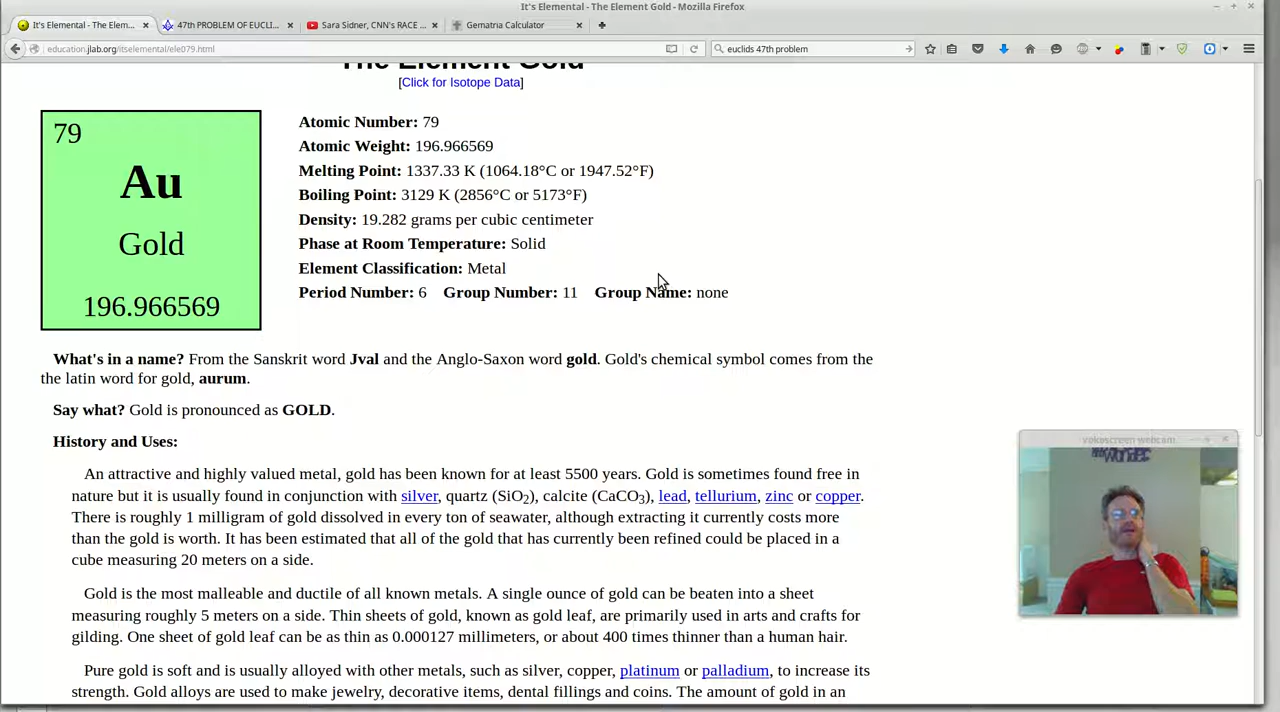 It's Elemental - The Element Gold - Mozilla Firefox
It's Elemental - The Elem...
47th PROBLEM OF EUCLI...
Sara Sidner, CNN's RACE ...
Gematria Calculator
education.jlab.org/itselemental/ele079.html
euclids 47th problem
The Element Gold
[Click for Isotope Data]
79
Au
Gold
196.966569
Atomic Number: 79
Atomic Weight: 196.966569
Melting Point: 1337.33 K (1064.18°C or 1947.52°F)
Boiling Point: 3129 K (2856°C or 5173°F)
Density: 19.282 grams per cubic centimeter
Phase at Room Temperature: Solid
Element Classification: Metal
Period Number: 6 Group Number: 11 Group Name: none
What's in a name? From the Sanskrit word Jval and the Anglo-Saxon word gold. Gold's chemical symbol comes from the
the latin word for gold, aurum.
Say what? Gold is pronounced as GOLD.
History and Uses:
An attractive and highly valued metal, gold has been known for at least 5500 years. Gold is sometimes found free in
nature but it is usually found in conjunction with silver, quartz (SiO2), calcite (CaCO3), lead, tellurium, zinc or copper.
There is roughly 1 milligram of gold dissolved in every ton of seawater, although extracting it currently costs more
than the gold is worth. It has been estimated that all of the gold that has currently been refined could be placed in a
cube measuring 20 meters on a side.
vokoscreen webcam
wonder
Gold is the most malleable and ductile of all known metals. A single ounce of gold can be beaten into a sheet
measuring roughly 5 meters on a side. Thin sheets of gold, known as gold leaf, are primarily used in arts and crafts for
gilding. One sheet of gold leaf can be as thin as 0.000127 millimeters, or about 400 times thinner than a human hair.
Pure gold is soft and is usually alloyed with other metals, such as silver, copper, platinum or palladium, to increase its
strength. Gold alloys are used to make jewelry, decorative items, dental fillings and coins. The amount of gold in an